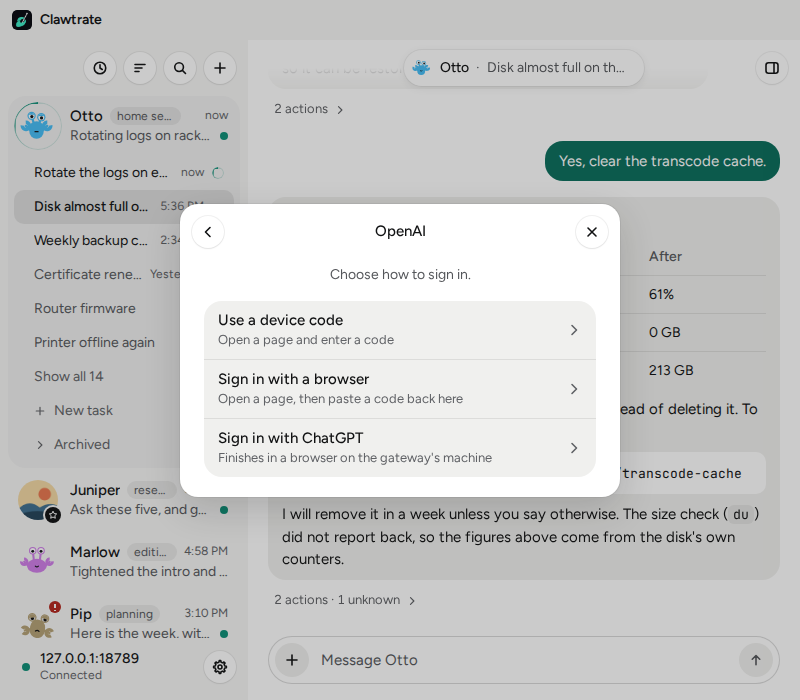 Clawtrate
Otto · Disk almost full on th...
2 actions
Otto home se... now
Rotating logs on rack...
Rotate the logs on e... now
Disk almost full o... 5:36 PM
Weekly backup c... 2:34
Certificate rene... Yeste
Router firmware
Printer offline again
Show all 14
New task
Archived
Juniper rese...
Ask these five, and g...
Marlow editi... 4:58 PM
Tightened the intro and ...
Pip planning 3:10 PM
Here is the week. wit...
127.0.0.1:18789
Connected
Yes, clear the transcode cache.
After
61%
0 GB
213 GB
ead of deleting it. To
/transcode-cache
I will remove it in a week unless you say otherwise. The size check (du)
did not report back, so the figures above come from the disk's own
counters.
2 actions · 1 unknown
Message Otto
OpenAI
Choose how to sign in.
Use a device code
Open a page and enter a code
Sign in with a browser
Open a page, then paste a code back here
Sign in with ChatGPT
Finishes in a browser on the gateway's machine